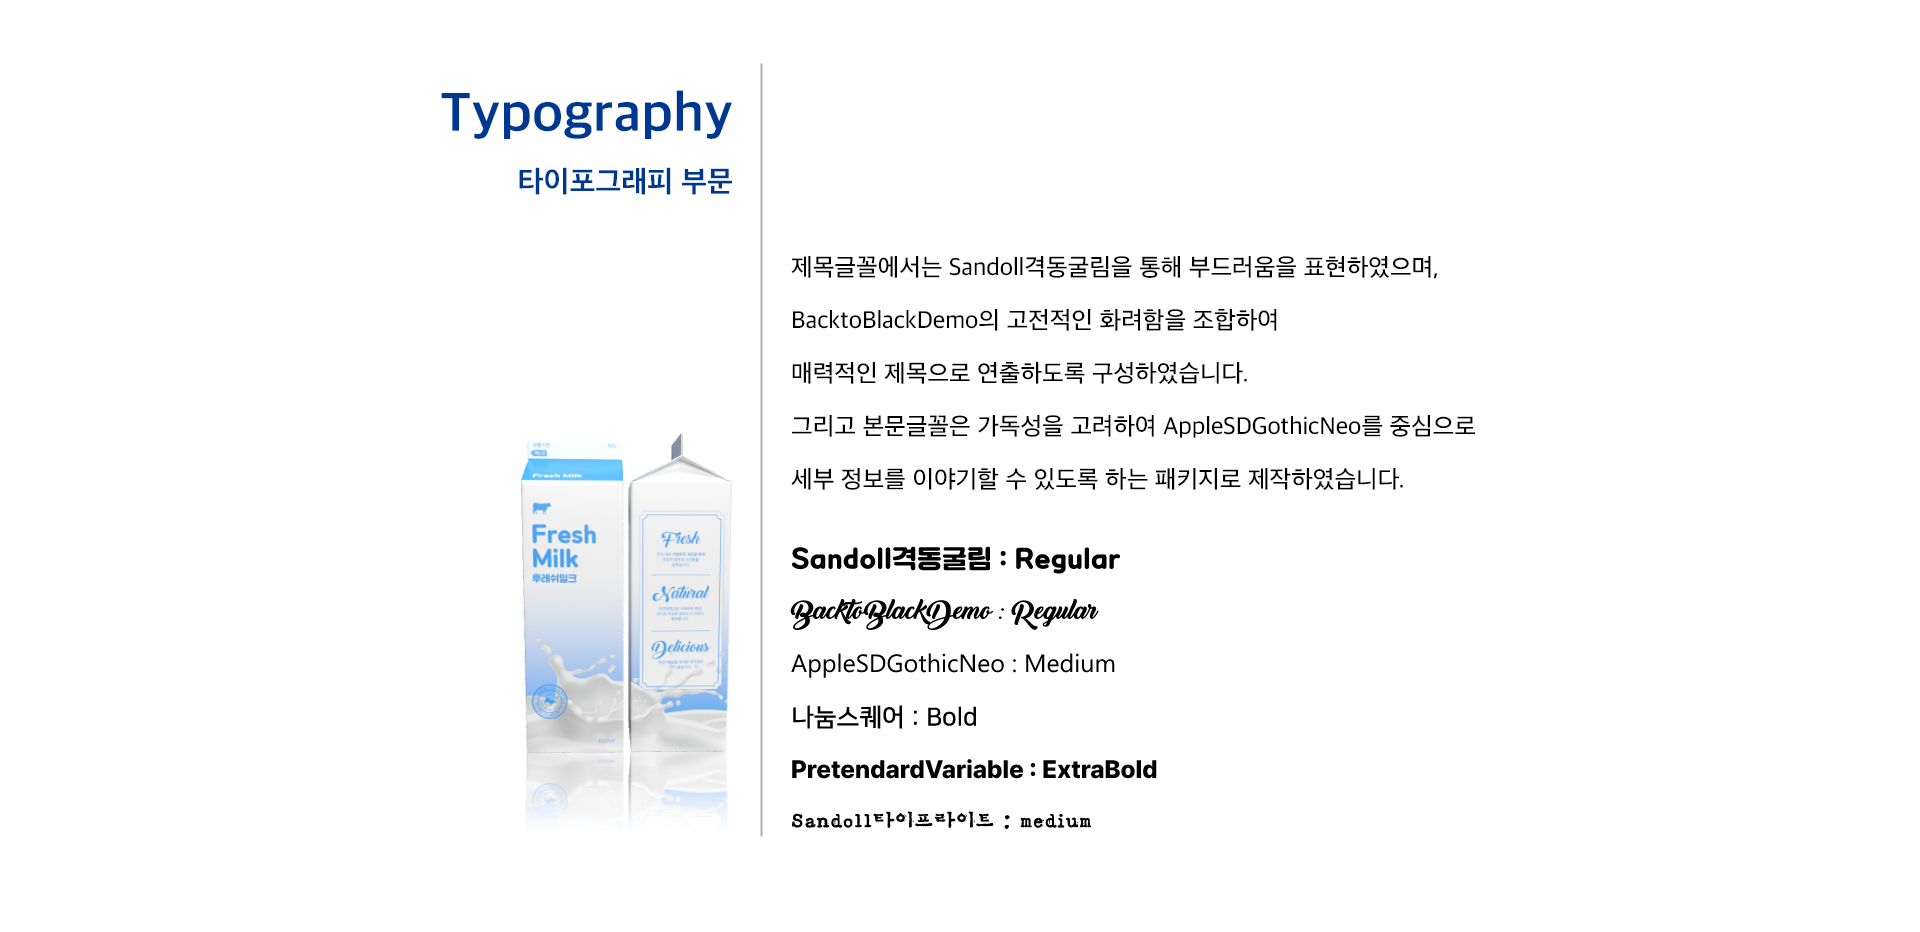 Typography
타이포그래피 부문
제목글꼴에서는 Sandoll격동굴림을 통해 부드러움을 표현하였으며,
BacktoBlackDemo의 고전적인 화려함을 조합하여
매력적인 제목으로 연출하도록 구성하였습니다.
그리고 본문글꼴은 가독성을 고려하여 AppleSDGothicNeo를 중심으로
세부 정보를 이야기할 수 있도록 하는 패키지로 제작하였습니다.
Sandoll격동굴림 : Regular
BacktoBlackDemo : Regular
AppleSDGothicNeo : Medium
나눔스퀘어 : Bold
PretendardVariable : ExtraBold
Sandoll타이프라이트 : medium
Fresh Milk
Fresh
Milk
후레쉬밀크
Fresh
Natural
Delicious